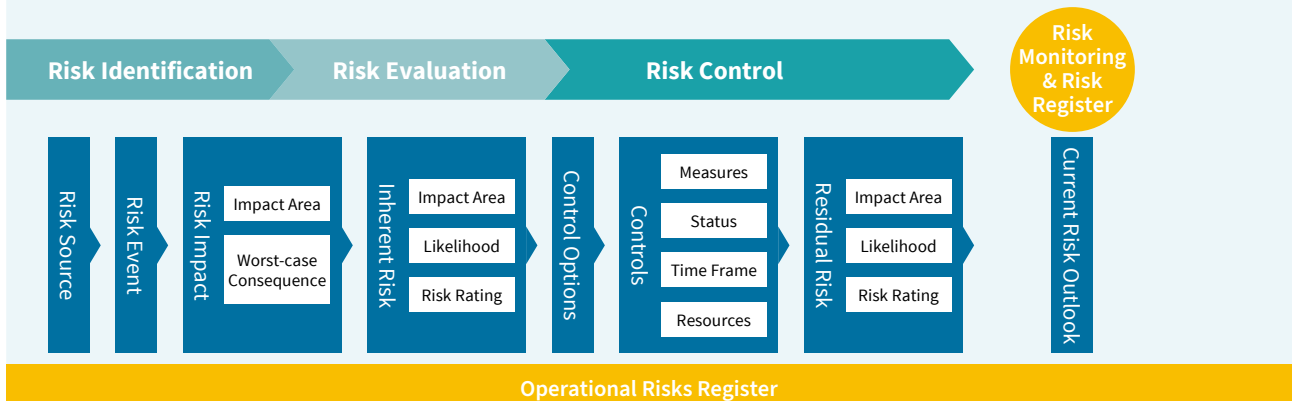 Risk Identification
Risk Evaluation
Risk Control
Risk
Monitoring
& Risk
Register
Risk Source
Risk Event
Risk Impact
Impact Area
Worst-case
Consequence
Inherent Risk
Impact Area
Likelihood
Risk Rating
Control Options
Controls
Measures
Status
Time Frame
Resources
Residual Risk
Impact Area
Likelihood
Risk Rating
Current Risk Outlook
Operational Risks Register